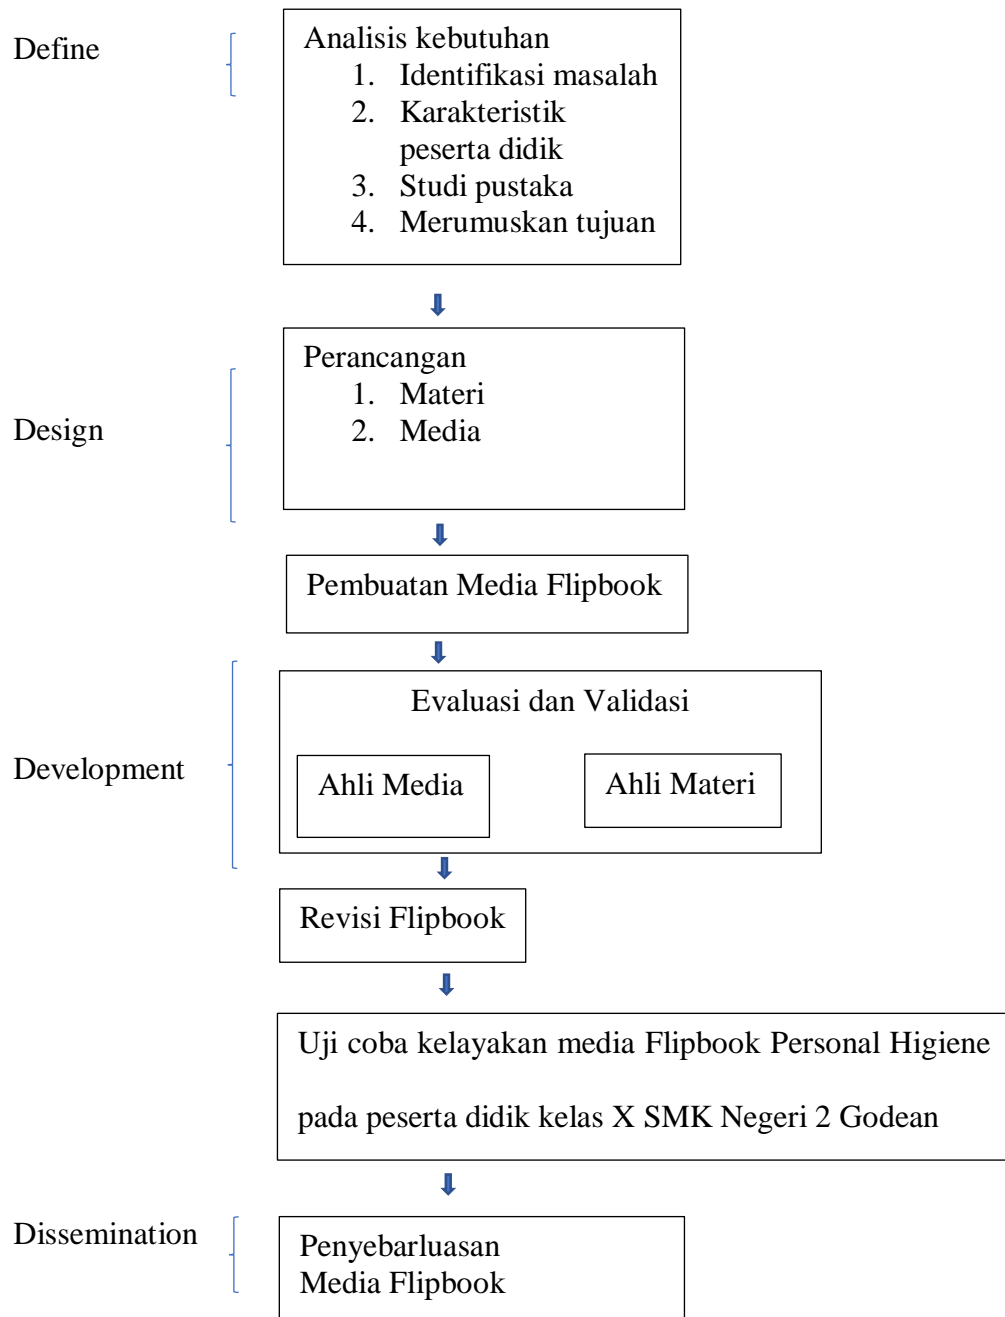 Define
Analisis kebutuhan
1. Identifikasi masalah
2. Karakteristik
peserta didik
3. Studi pustaka
4. Merumuskan tujuan
Design
Perancangan
1. Materi
2. Media
Pembuatan Media Flipbook
Development
Evaluasi dan Validasi
Ahli Media
Ahli Materi
Revisi Flipbook
Uji coba kelayakan media Flipbook Personal Higiene
pada peserta didik kelas X SMK Negeri 2 Godean
Dissemination
Penyebarluasan
Media Flipbook